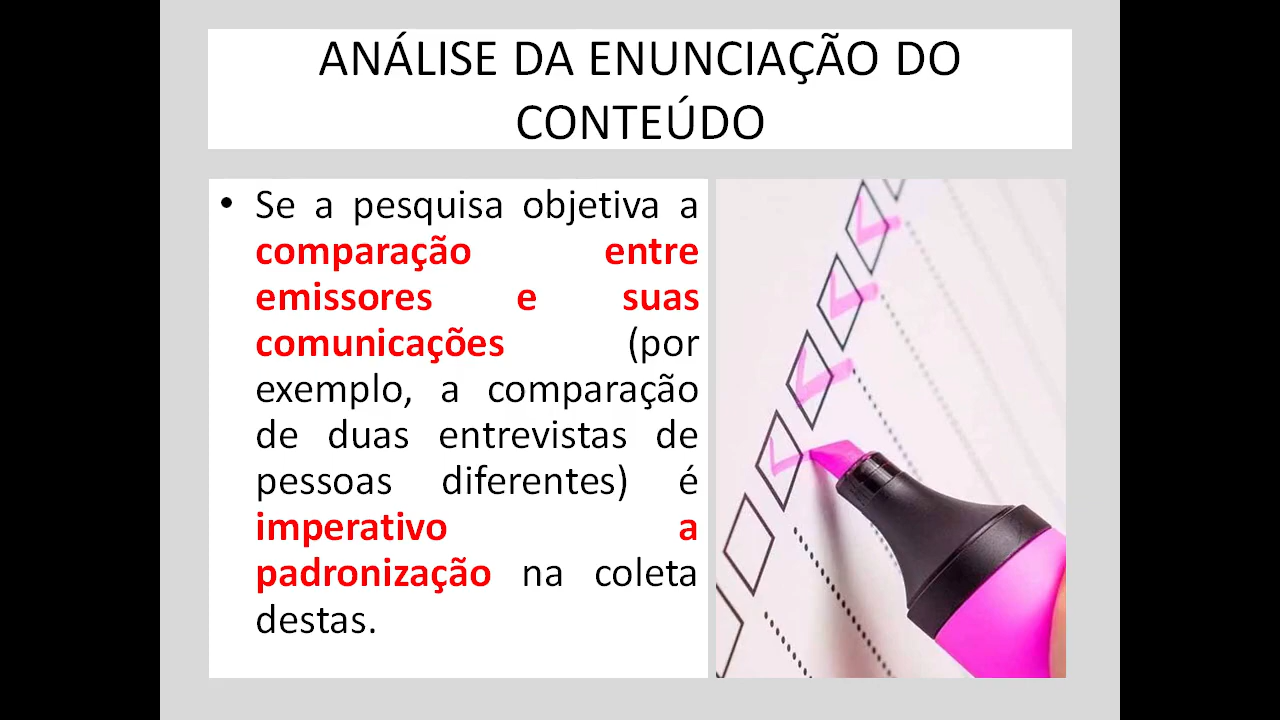 ANÁLISE DA ENUNCIAÇÃO DO
CONTEÚDO
• Se a pesquisa objetiva a
comparação entre
emissores e suas
comunicações (por
exemplo, a comparação
de duas entrevistas de
pessoas diferentes) é
imperativo a
padronização na coleta
destas.